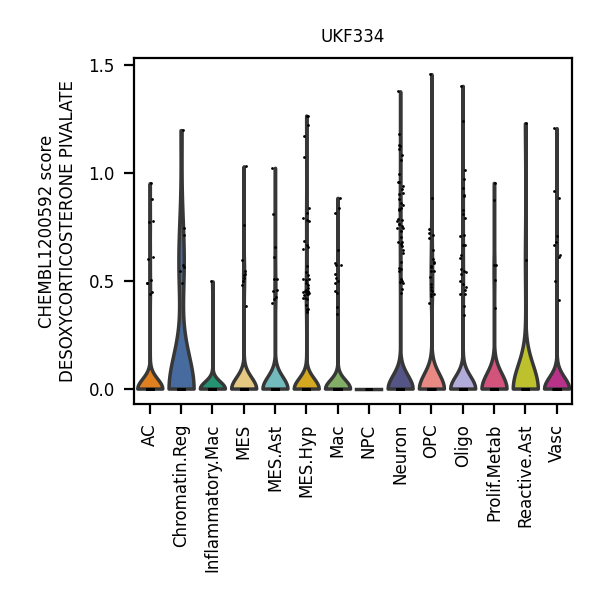 UKF334
CHEMBL1200592 score
DESOXYCORTICOSTERONE PIVALATE
1.5
1.0
0.5
0.0
AC
Chromatin.Reg
Inflammatory.Mac
MES
MES.Ast
MES.Hyp
Mac
NPC
Neuron
OPC
Oligo
Prolif.Metab
Reactive.Ast
Vasc